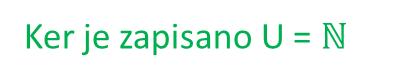 Ker je zapisano U = ℕ